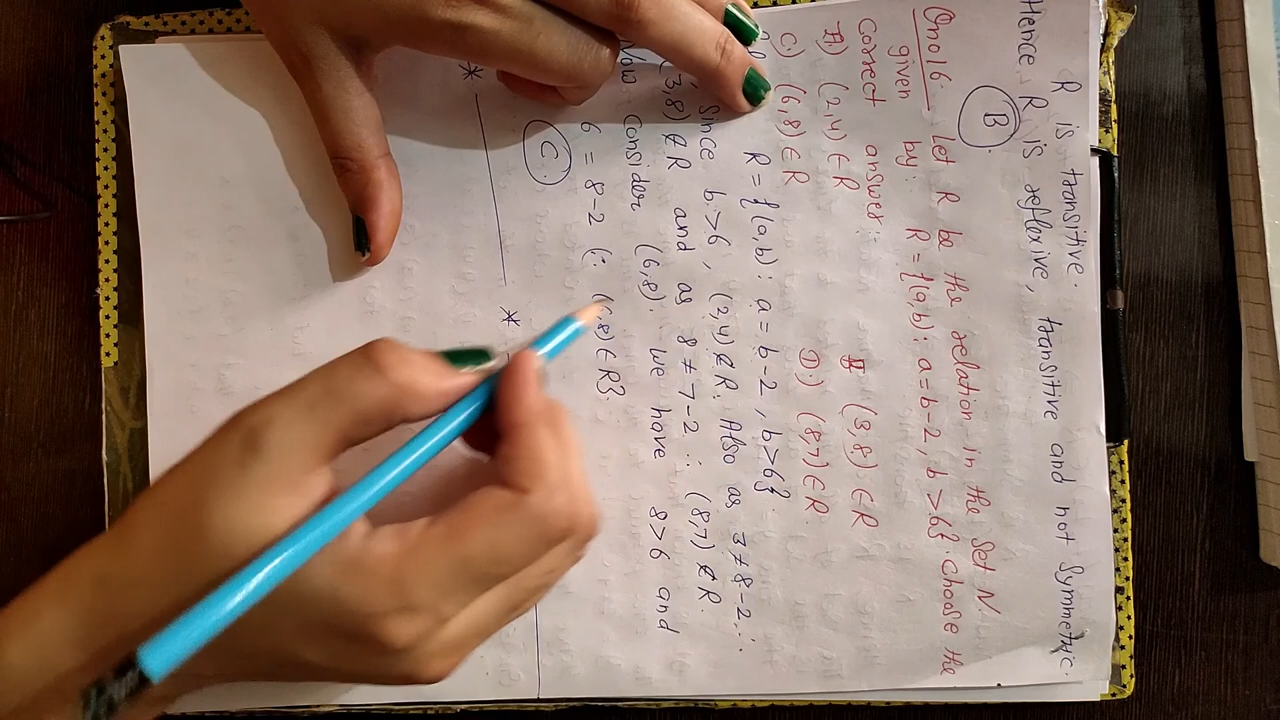 R is transitive.
Hence R is reflexive, transitive and not symmetric.
B.
Qno16 Let R be the relation in the Set N
given by: R = {(a,b): a = b-2, b > 6}. choose the
correct answer:-
A) (2,4) ∈ R (3,8) ∈ R
C) (6,8) ∈ R D) (8,7) ∈ R.
R = {(a,b): a = b-2, b > 6}.
Since b > 6, (2,4) ∉ R. Also as 3 ≠ 8-2 ∴
(3,8) ∉ R and as 8 ≠ 7-2 ∴ (8,7) ∉ R.
Now consider (6,8). we have 8 > 6 and
6 = 8-2 ,8) ∈ R}.
C.